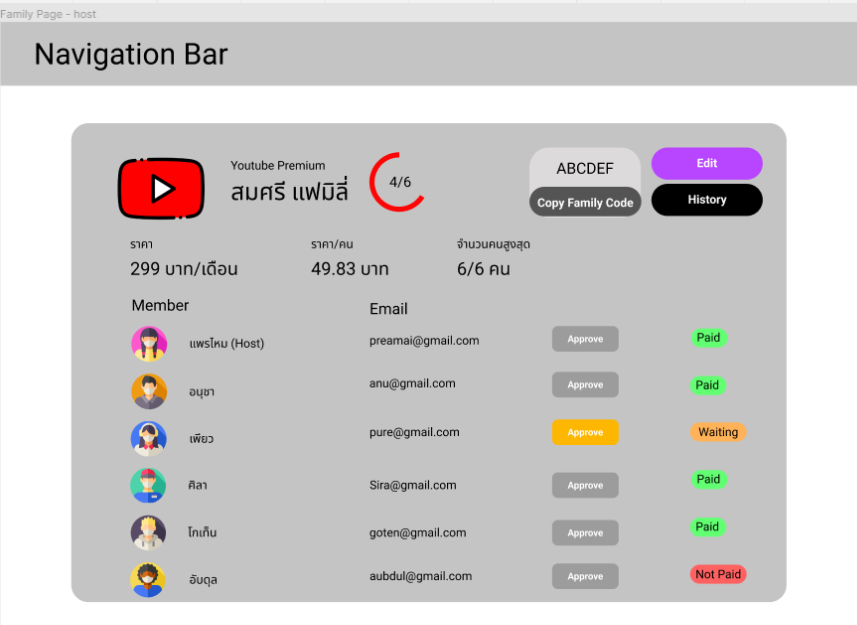 Family Page - host
Navigation Bar
Youtube Premium
สมศรี แฟมิลี่
4/6
ABCDEF
Copy Family Code
Edit
History
ราคา ราคา/คน จำนวนคนสูงสุด
299 บาท/เดือน 49.83 บาท 6/6 คน
Member Email
แพรไหม (Host) preamai@gmail.com Approve Paid
อนุชา anu@gmail.com Approve Paid
เพียว pure@gmail.com Approve Waiting
ศิลา Sira@gmail.com Approve Paid
โกเท็น goten@gmail.com Approve Paid
อับดุล aubdul@gmail.com Approve Not Paid